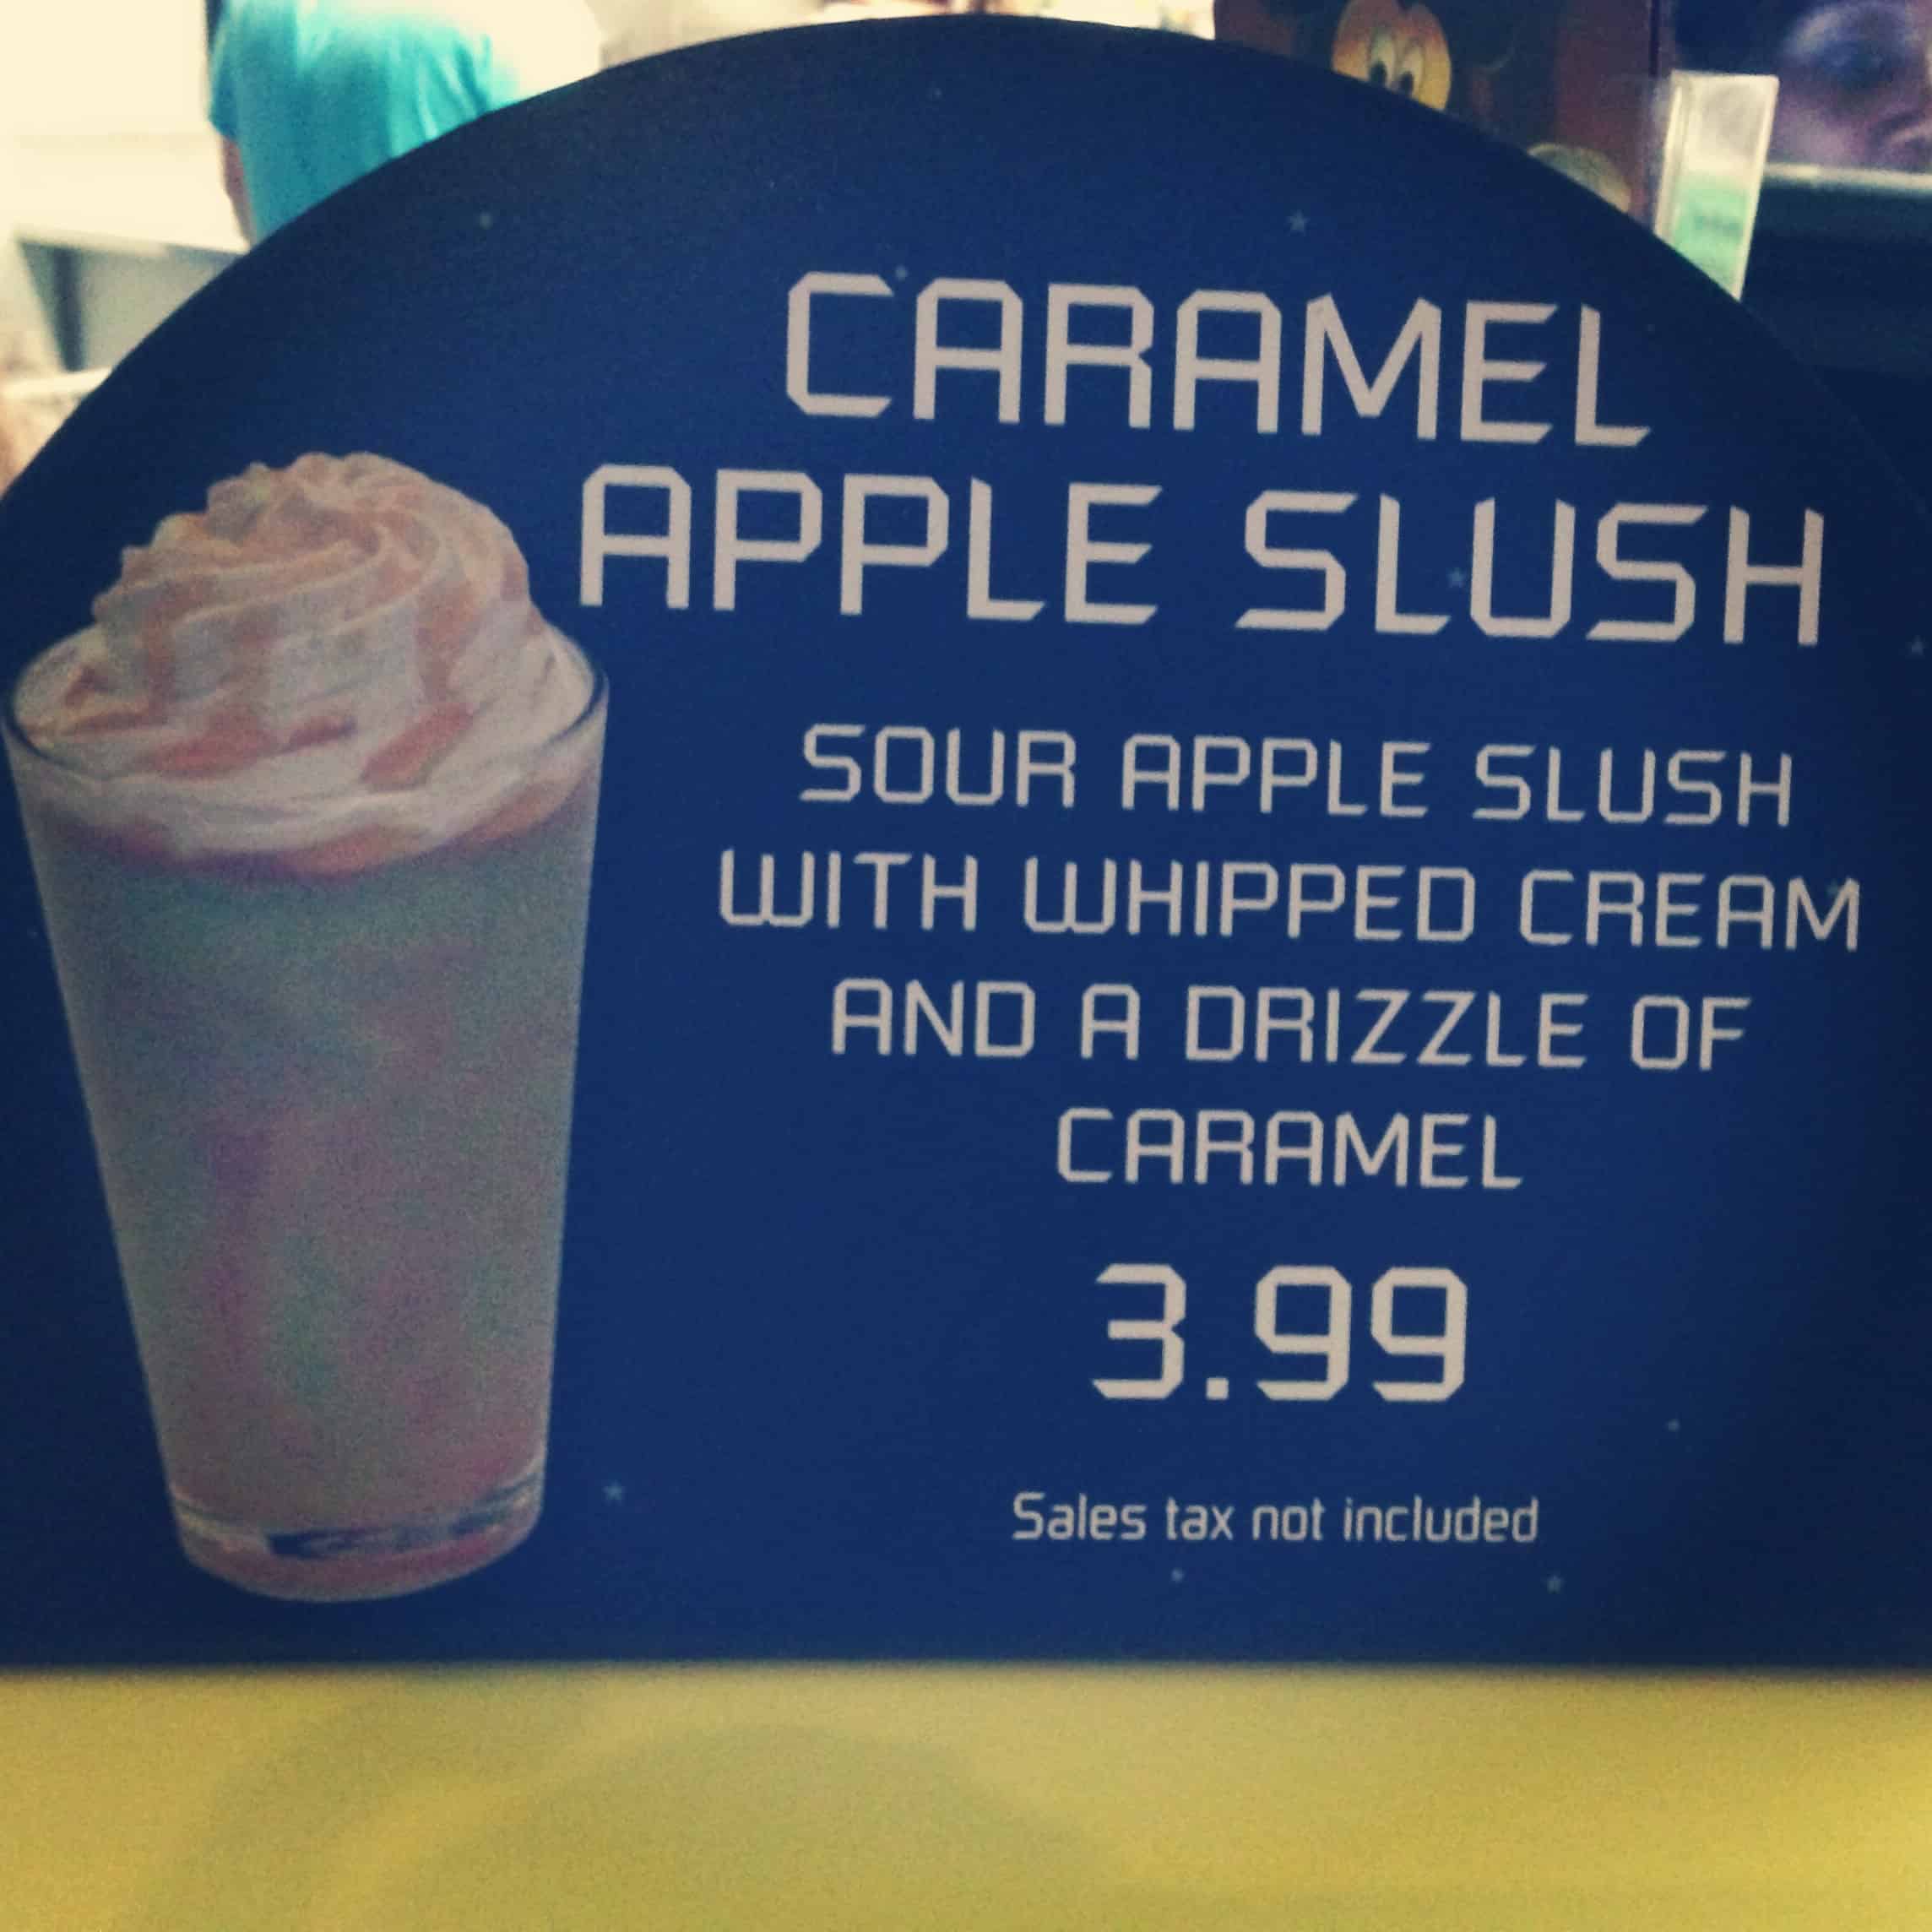 CARAMEL
APPLE SLUSH
SOUR APPLE SLUSH
WITH WHIPPED CREAM
AND A DRIZZLE OF
CARAMEL
3.99
Sales tax not included